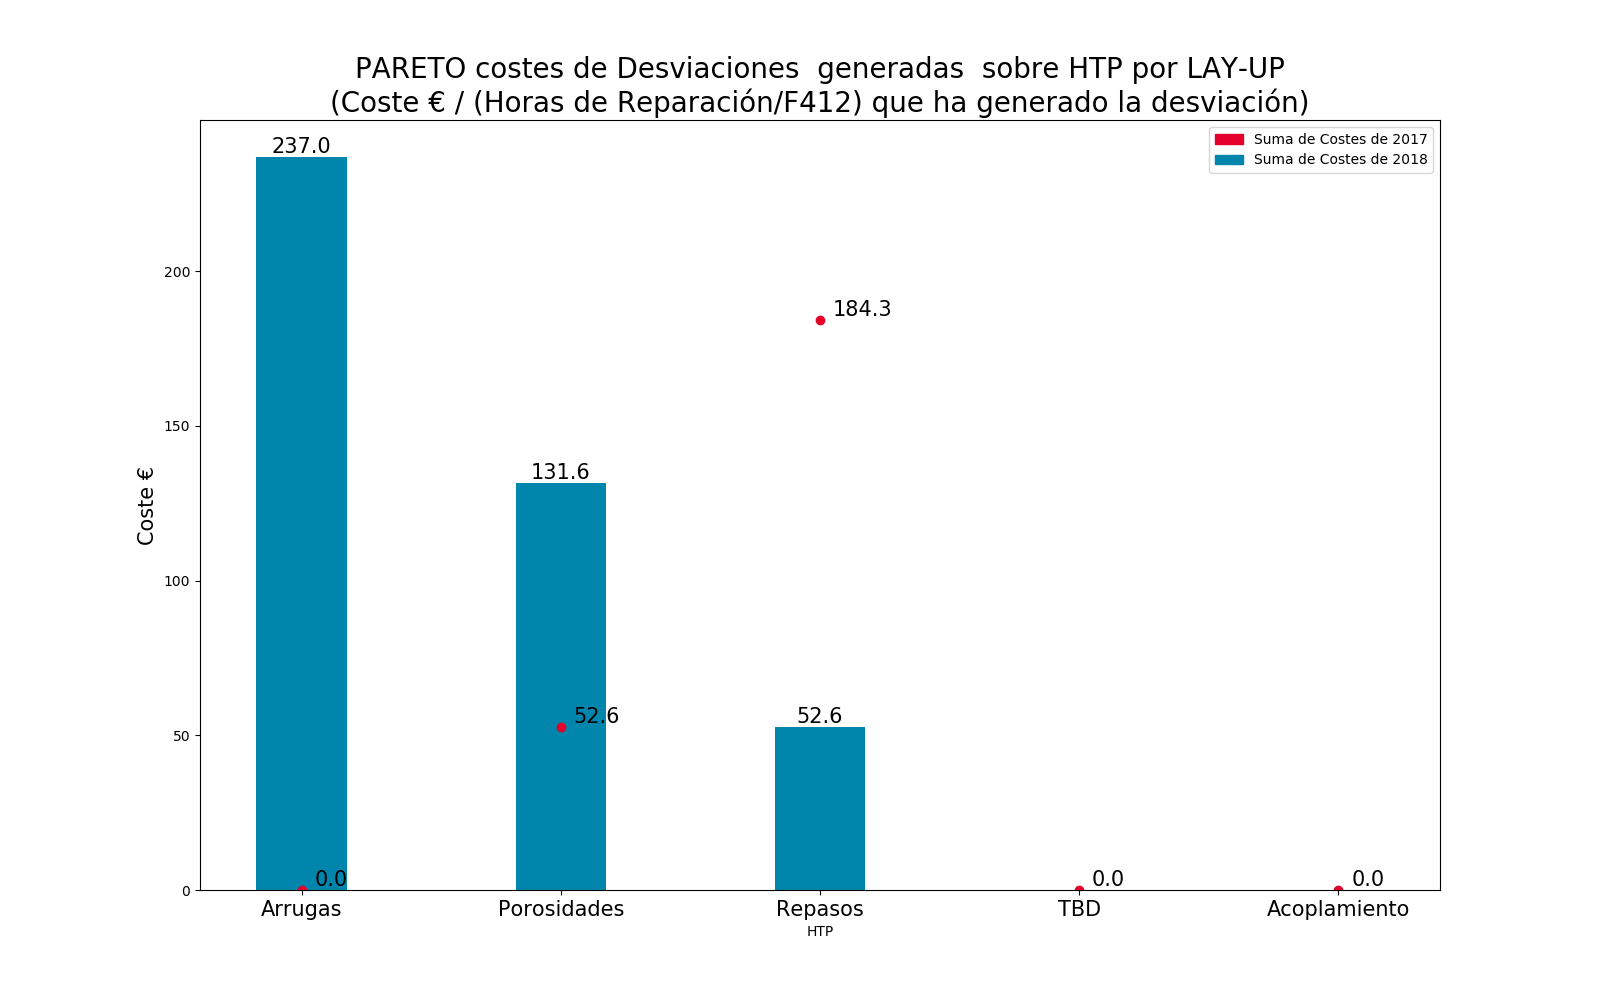 PARETO costes de Desviaciones  generadas  sobre HTP por LAY-UP
(Coste € / (Horas de Reparación/F412) que ha generado la desviación)
Suma de Costes de 2017
Suma de Costes de 2018
237.0
200
184.3
150
131.6
Coste €
100
52.6
52.6
50
0.0
0.0
0.0
0
Arrugas
Porosidades
Repasos
TBD
Acoplamiento
HTP